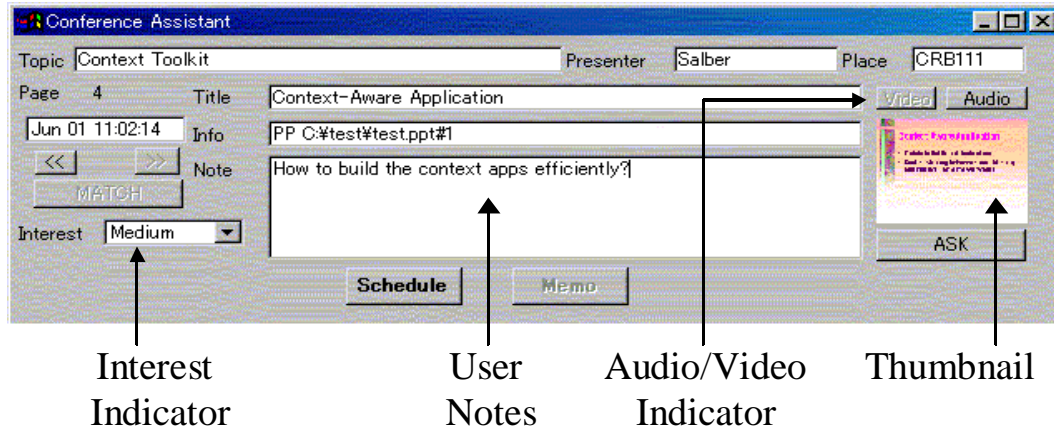 Conference Assistant
Topic Context Toolkit Presenter Salber Place CRB111
Page 4 Title Context-Aware Application Video Audio
Jun 01 11:02:14 Info PP C:¥test¥test.ppt#1
<< >> Note How to build the context apps efficiently?
MATCH
Interest Medium
ASK
Schedule Memo
Interest Indicator
User Notes
Audio/Video Indicator
Thumbnail